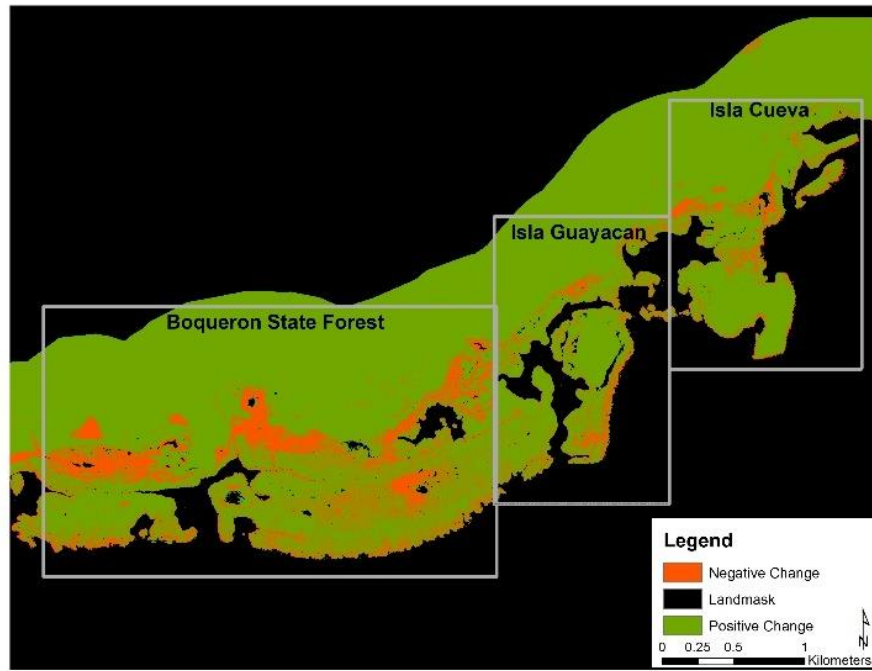 Isla Cueva
Isla Guayacan
Boqueron State Forest
Legend
Negative Change
Landmask
Positive Change
0 0.25 0.5 1
Kilometers
N